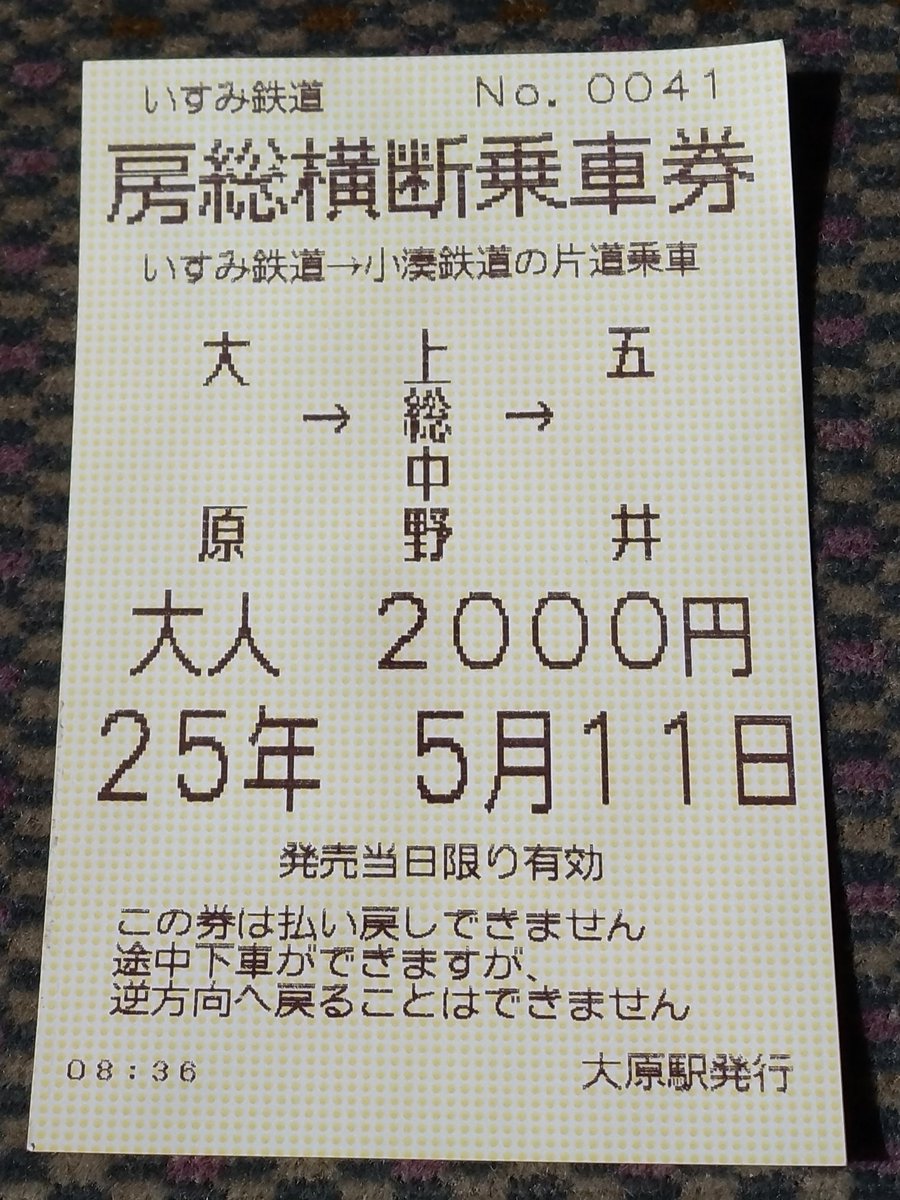 いすみ鉄道 No. 0041
房総横断乗車券
いすみ鉄道→小湊鉄道の片道乗車
大原→上総中野→五井
大人 2000円
25年 5月11日
発売当日限り有効
この券は払い戻しできません
途中下車ができますが、
逆方向へ戻ることはできません
08:36 大原駅発行